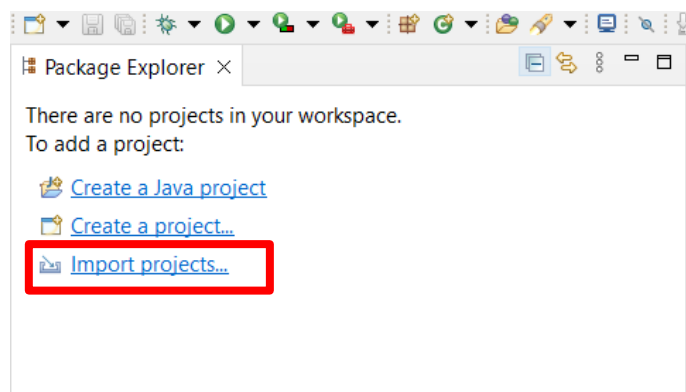 Package Explorer
There are no projects in your workspace.
To add a project:
Create a Java project
Create a project...
Import projects...